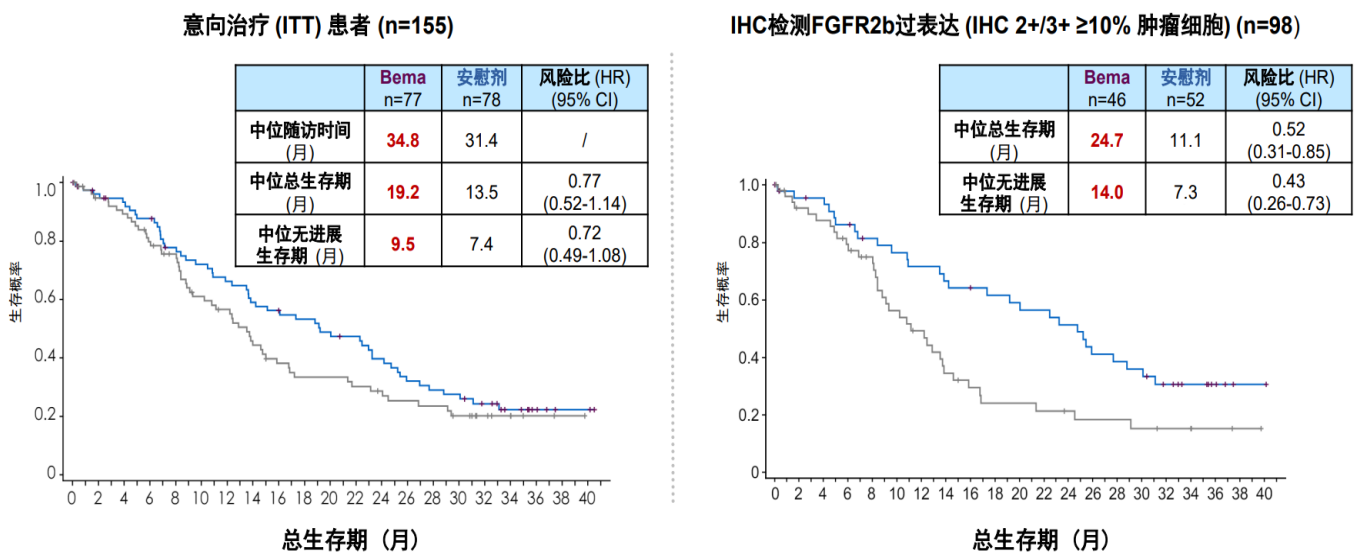 意向治疗 (ITT) 患者 (n=155)
Bema
n=77
安慰剂
n=78
风险比 (HR)
(95% CI)
中位随访时间
(月)
34.8
31.4
/
中位总生存期
(月)
19.2
13.5
0.77
(0.52-1.14)
中位无进展
生存期 (月)
9.5
7.4
0.72
(0.49-1.08)
生存概率
1.0
0.8
0.6
0.4
0.2
0
0 2 4 6 8 10 12 14 16 18 20 22 24 26 28 30 32 34 36 38 40
总生存期（月）
IHC检测FGFR2b过表达 (IHC 2+/3+ ≥10% 肿瘤细胞) (n=98)
Bema
n=46
安慰剂
n=52
风险比 (HR)
(95% CI)
中位总生存期
(月)
24.7
11.1
0.52
(0.31-0.85)
中位无进展
生存期 (月)
14.0
7.3
0.43
(0.26-0.73)
生存概率
1.0
0.8
0.6
0.4
0.2
0
0 2 4 6 8 10 12 14 16 18 20 22 24 26 28 30 32 34 36 38 40
总生存期（月）